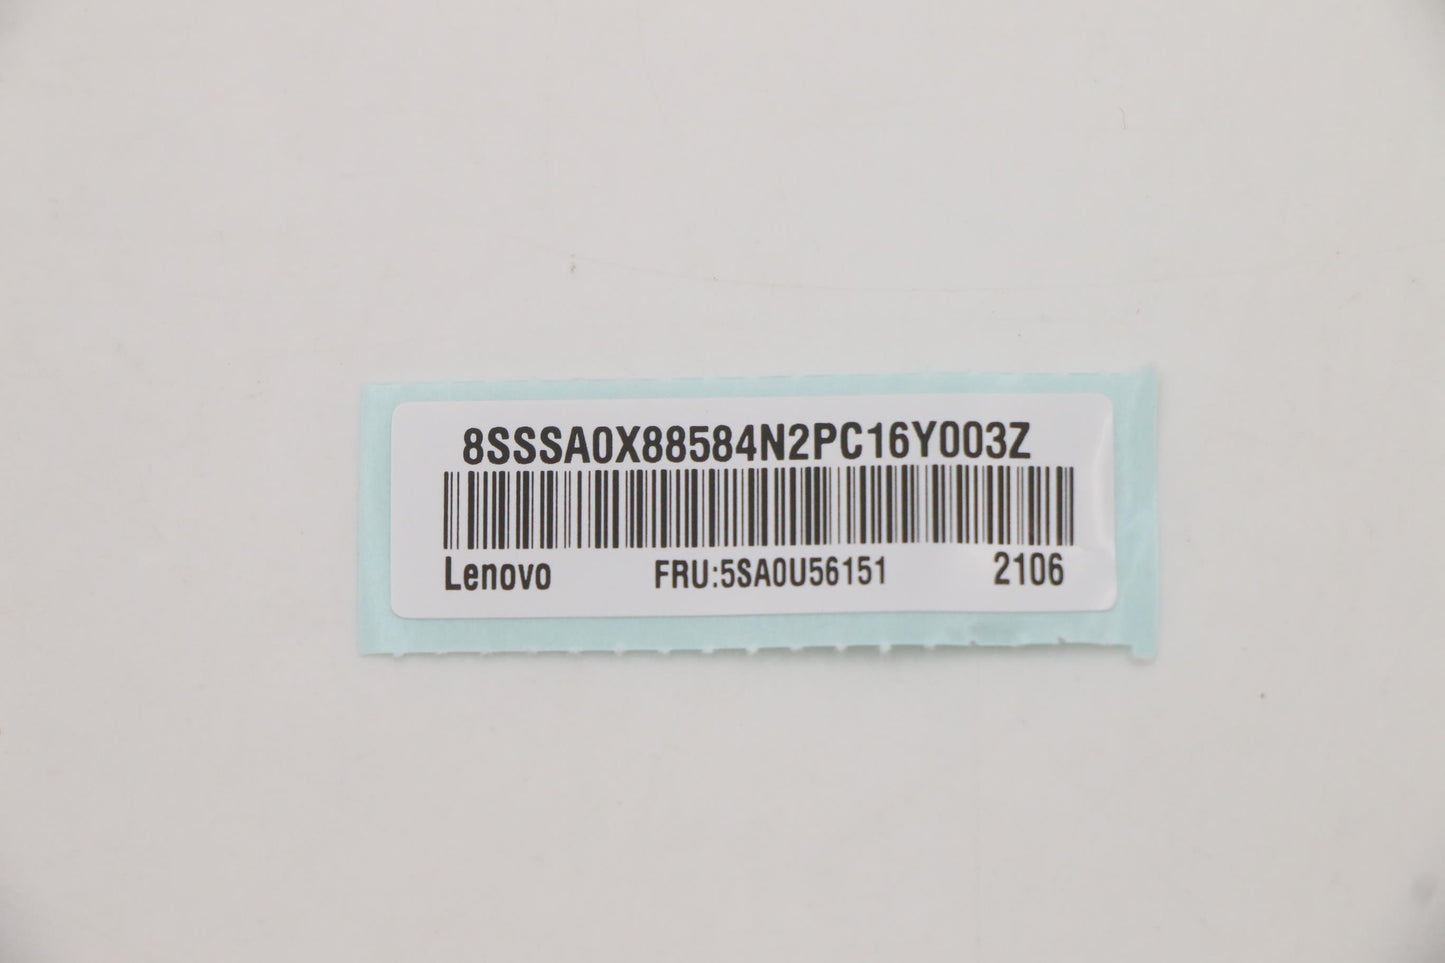 8SSSA0X88584N2PC16Y003Z
Lenovo FRU:5SA0U56151 2106